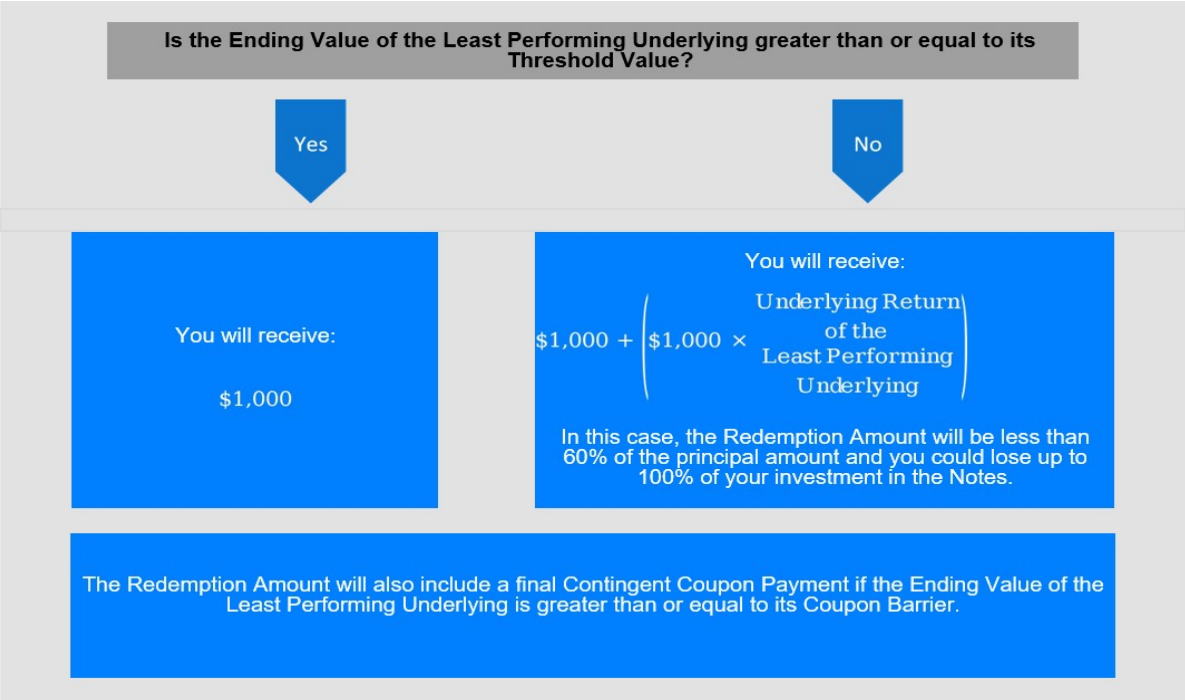 Is the Ending Value of the Least Performing Underlying greater than or equal to its
Threshold Value?
Yes
No
You will receive:
$1,000
You will receive:
$1,000 + ($1,000 ×
Underlying Return
of the
Least Performing
Underlying)
In this case, the Redemption Amount will be less than
60% of the principal amount and you could lose up to
100% of your investment in the Notes.
The Redemption Amount will also include a final Contingent Coupon Payment if the Ending Value of the
Least Performing Underlying is greater than or equal to its Coupon Barrier.